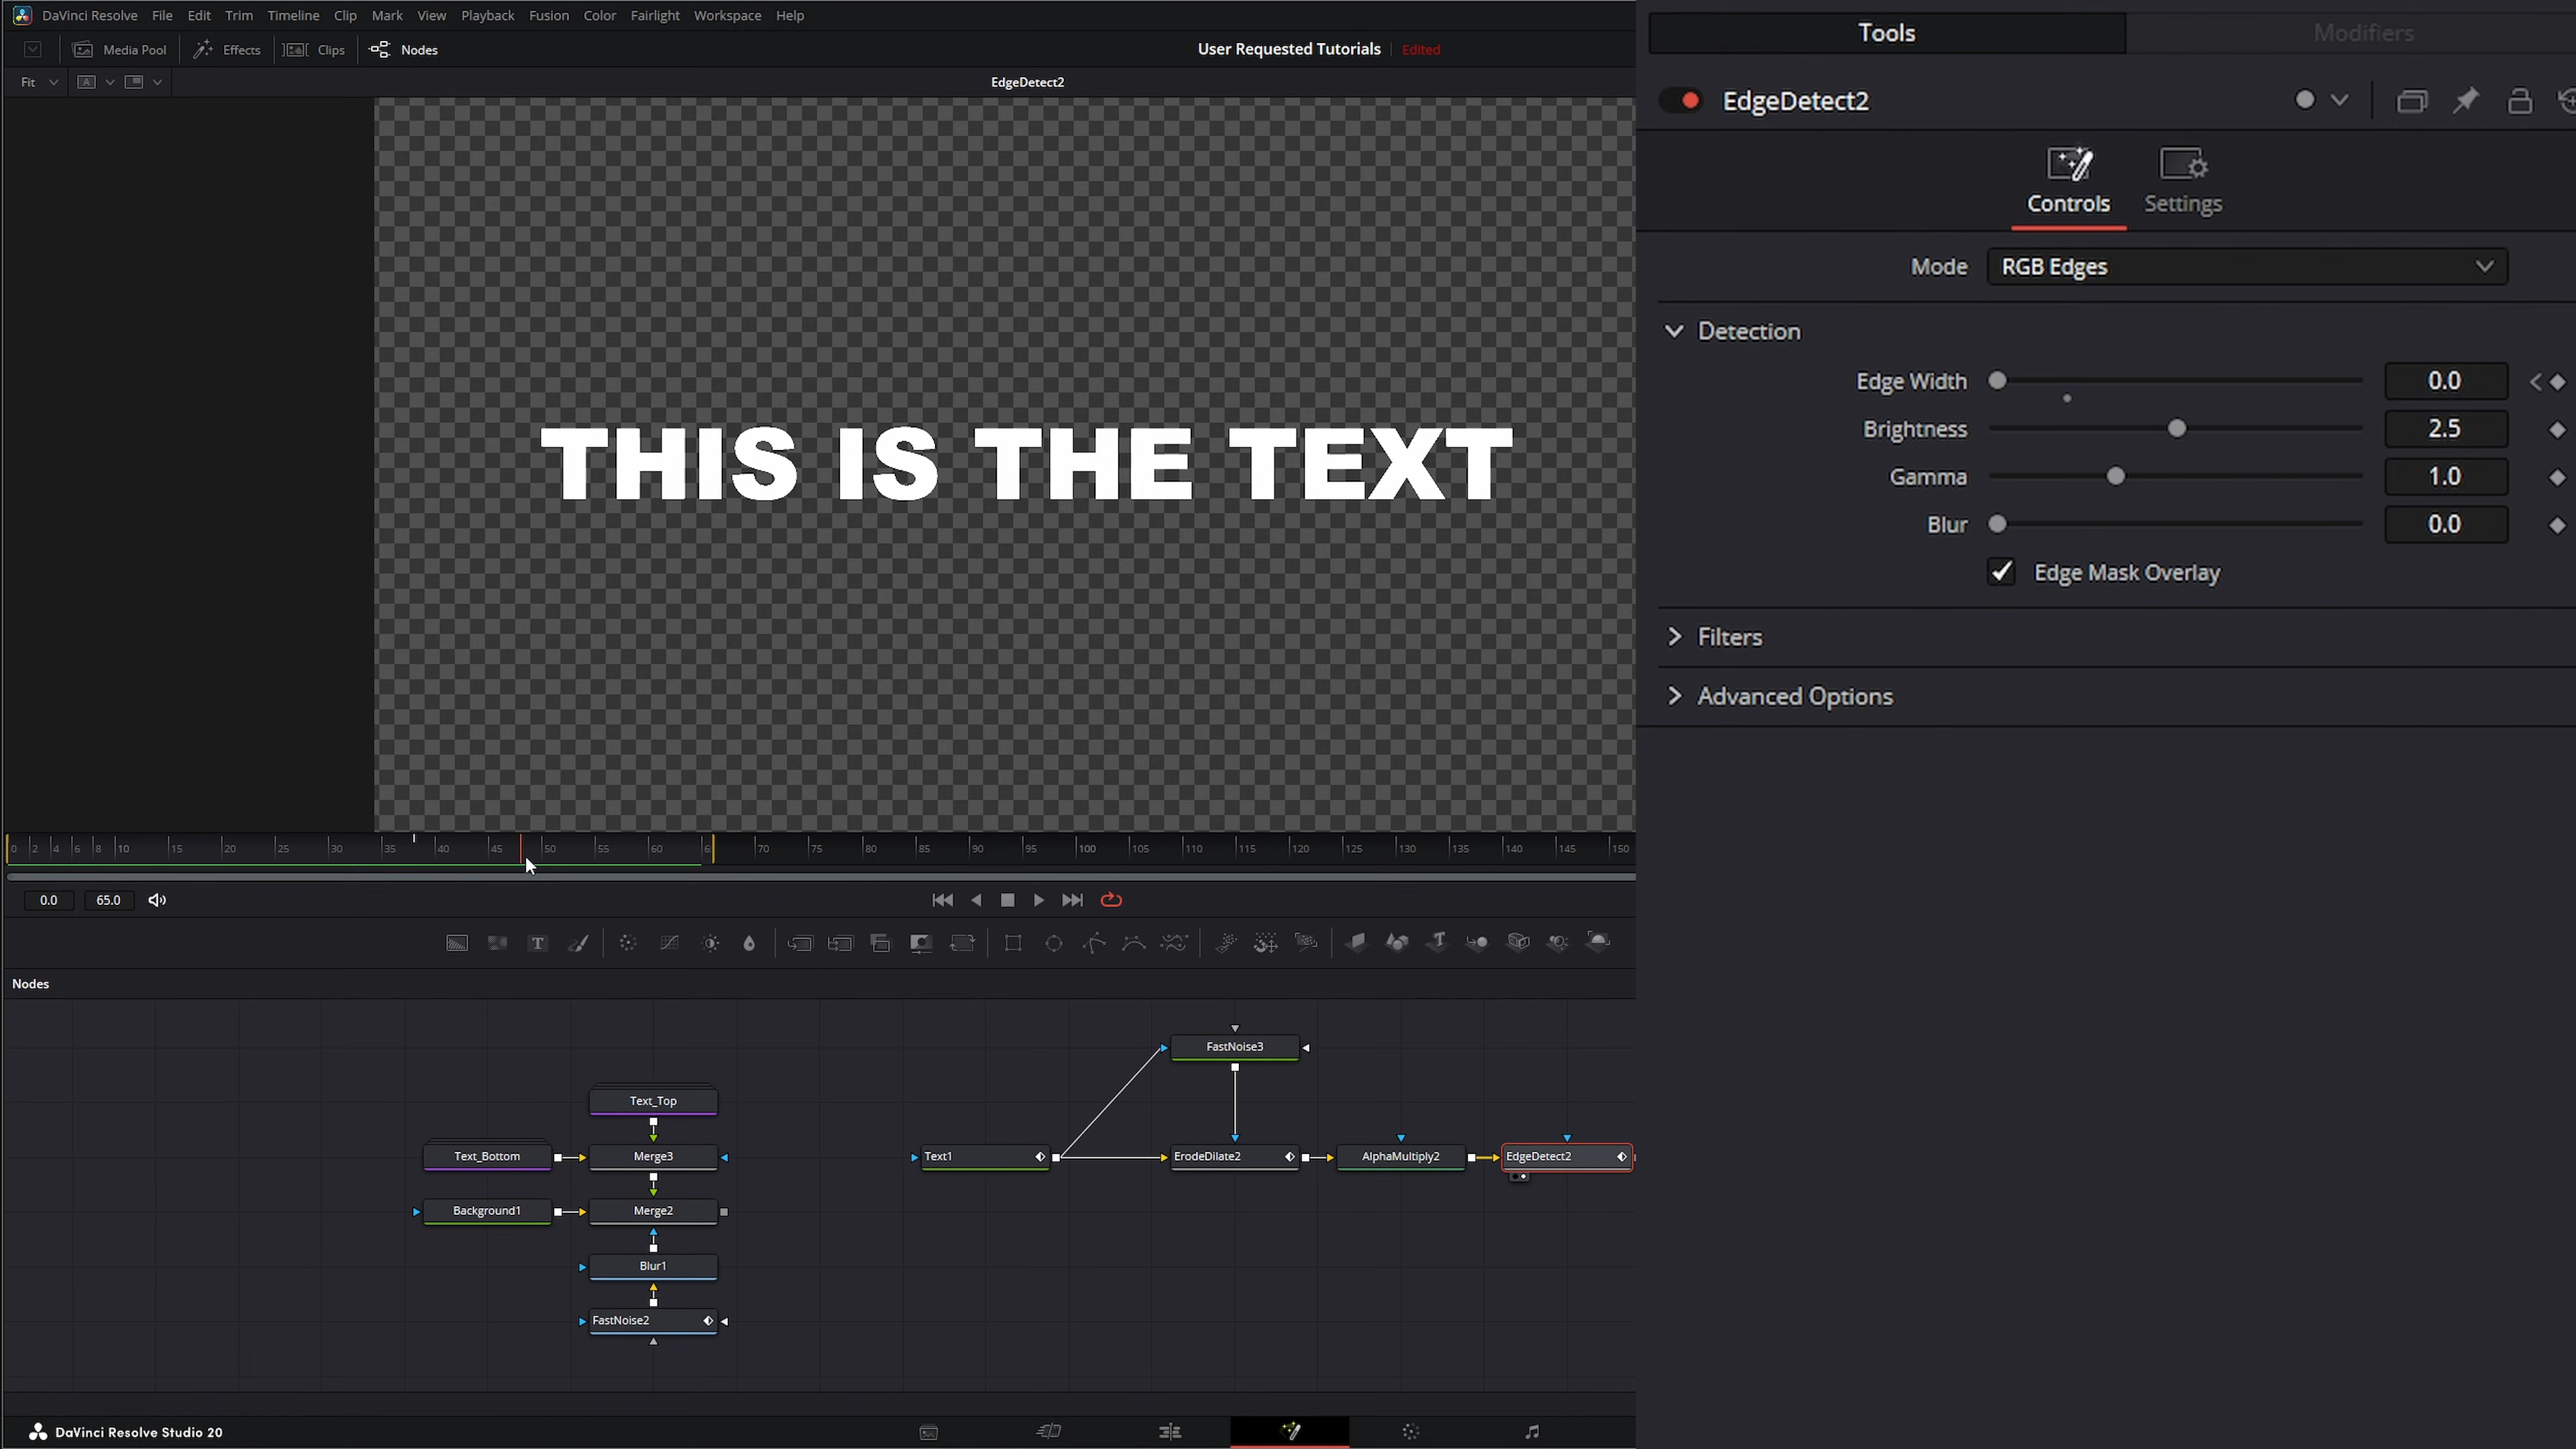 DaVinci Resolve File Edit Trim Timeline Clip Mark View Playback Fusion Color Fairlight Workspace Help
Media Pool Effects Clips Nodes
User Requested Tutorials Edited
Fit
EdgeDetect2
THIS IS THE TEXT
0 2 4 6 8 10 15 20 25 30 35 40 45 50 55 60 6 70 75 80 85 90 95 100 105 110 115 120 125 130 135 140 145 150
0.0 65.0
Nodes
FastNoise3
Text_Top
Text_Bottom Merge3 Text1 ErodeDilate2 AlphaMultiply2 EdgeDetect2
Background1 Merge2
Blur1
FastNoise2
DaVinci Resolve Studio 20
Tools Modifiers
EdgeDetect2
Controls Settings
Mode RGB Edges
Detection
Edge Width 0.0
Brightness 2.5
Gamma 1.0
Blur 0.0
Edge Mask Overlay
Filters
Advanced Options